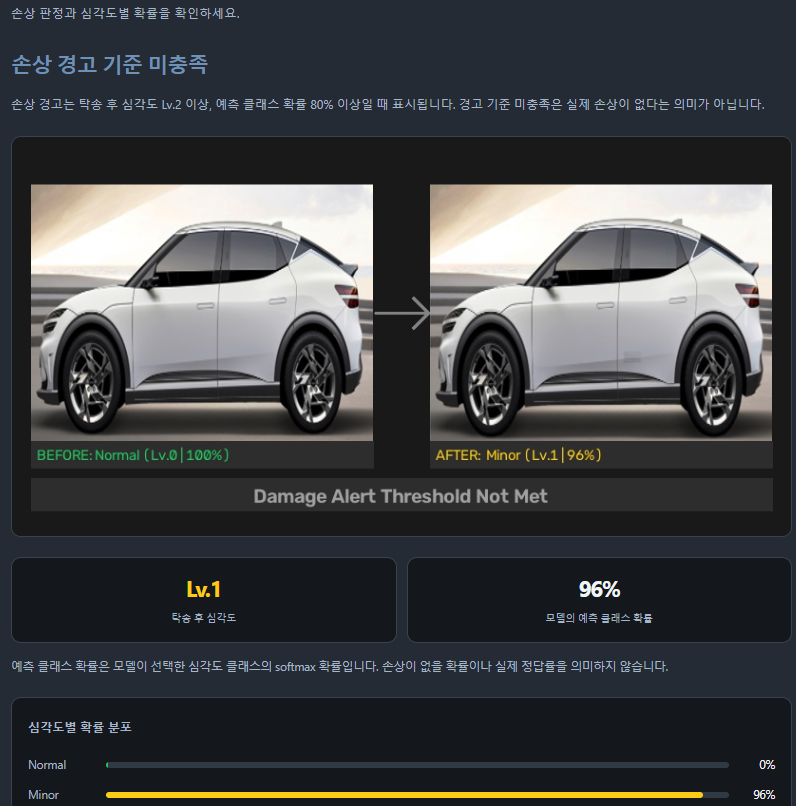 손상 판정과 심각도별 확률을 확인하세요.
손상 경고 기준 미충족
손상 경고는 탁송 후 심각도 Lv.2 이상, 예측 클래스 확률 80% 이상일 때 표시됩니다. 경고 기준 미충족은 실제 손상이 없다는 의미가 아닙니다.
BEFORE: Normal (Lv.0|100%)
AFTER: Minor (Lv.1|96%)
Damage Alert Threshold Not Met
Lv.1
탁송 후 심각도
96%
모델의 예측 클래스 확률
예측 클래스 확률은 모델이 선택한 심각도 클래스의 softmax 확률입니다. 손상이 없을 확률이나 실제 정답률을 의미하지 않습니다.
심각도별 확률 분포
Normal 0%
Minor 96%